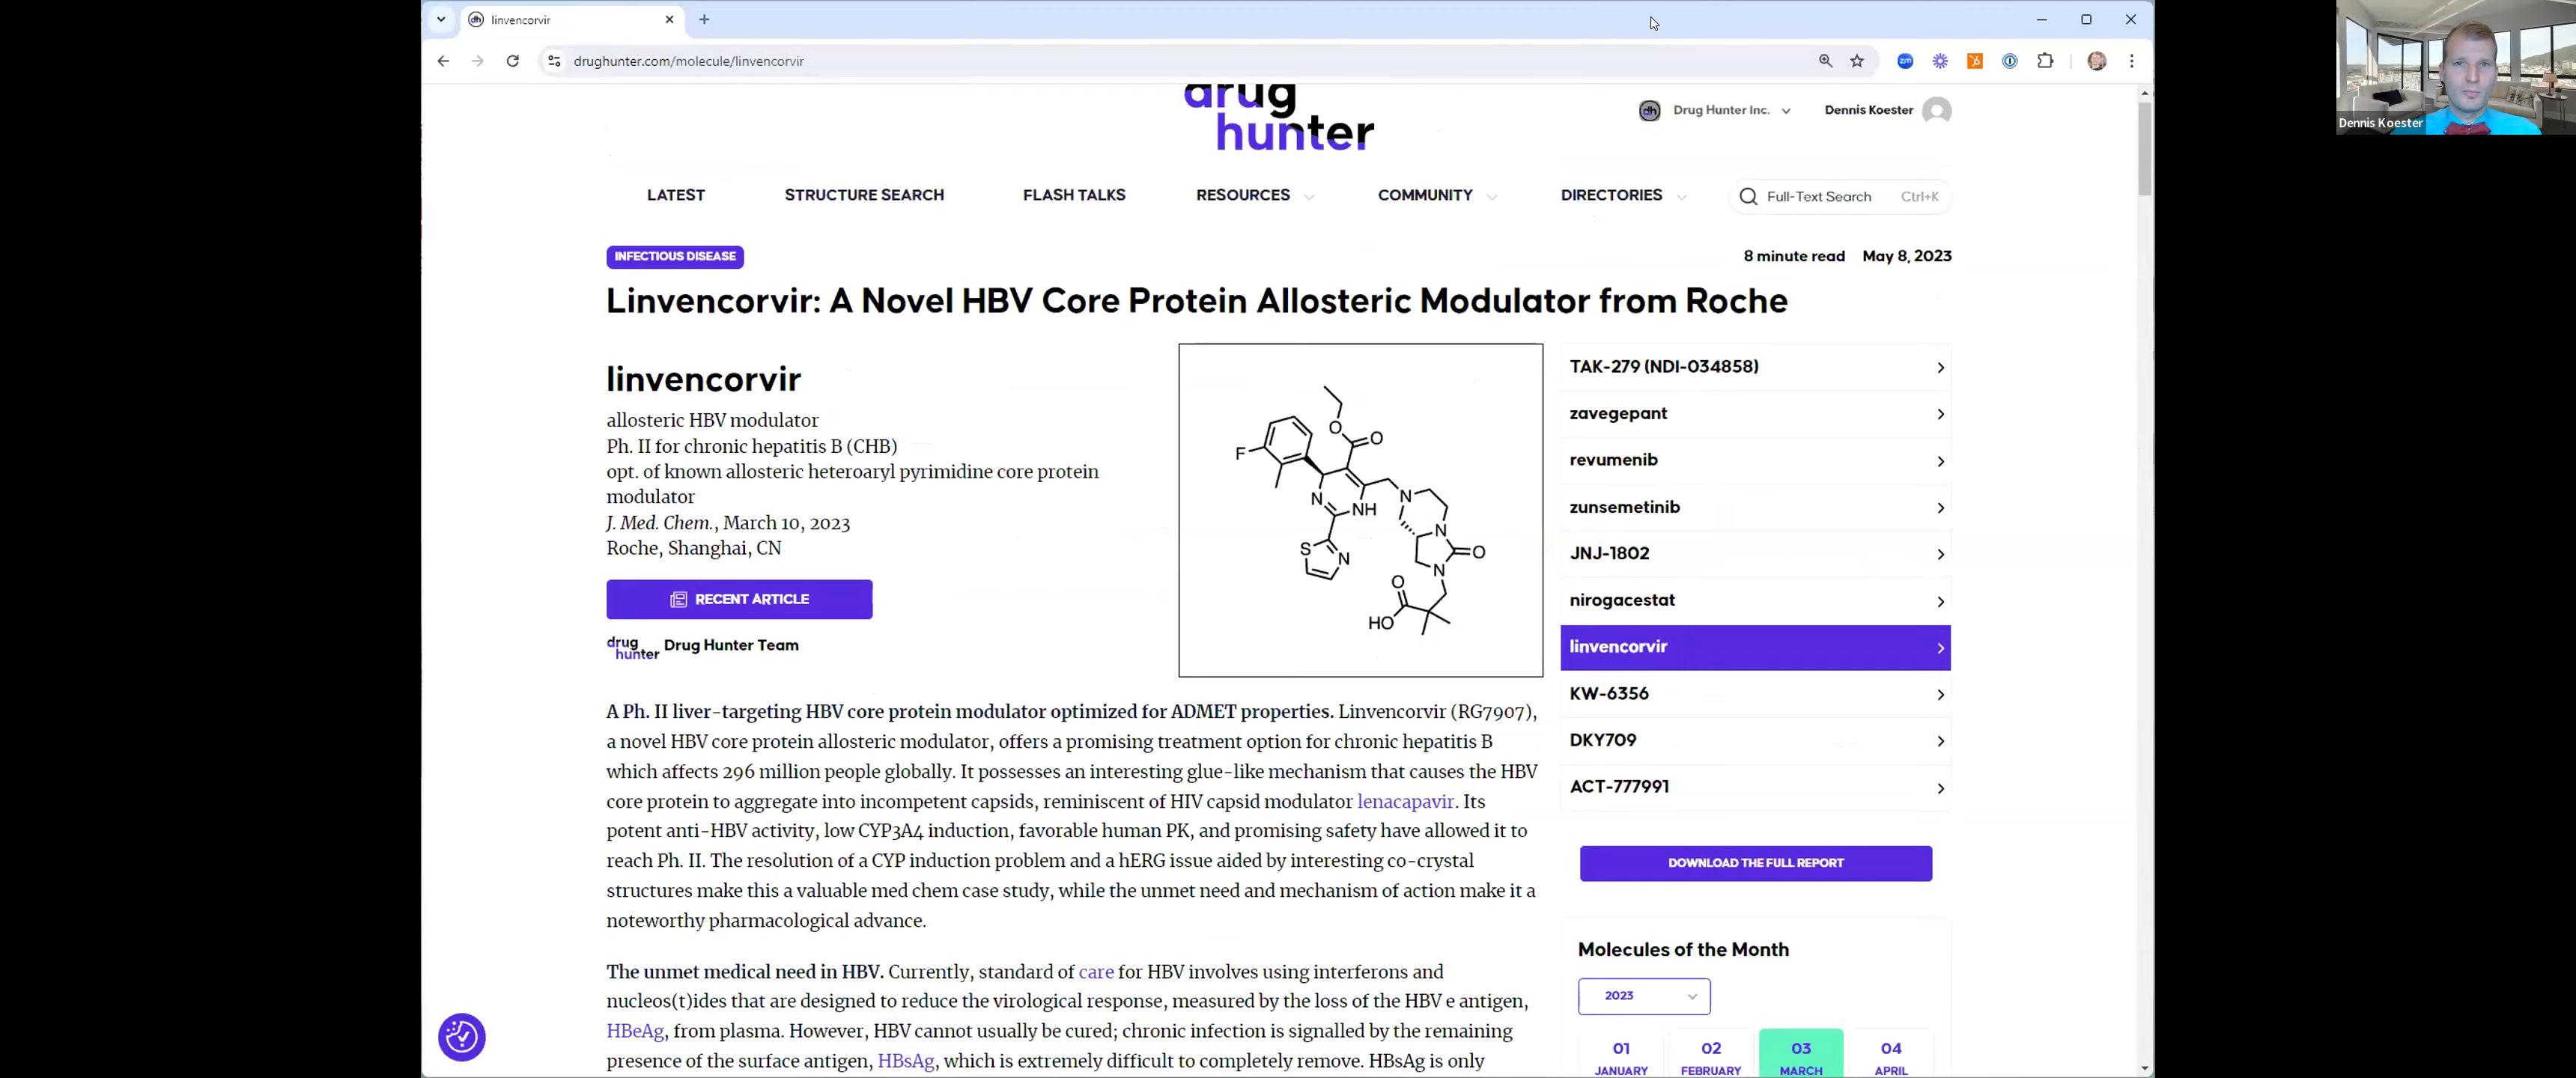 linvencorvir
drughunter.com/molecule/linvencorvir
zm
Dennis Koester
drug
hunter
dh
Drug Hunter Inc.
Dennis Koester
LATEST
STRUCTURE SEARCH
FLASH TALKS
RESOURCES
COMMUNITY
DIRECTORIES
Full-Text Search
Ctrl+K
INFECTIOUS DISEASE
8 minute read
May 8, 2023
Linvencorvir: A Novel HBV Core Protein Allosteric Modulator from Roche
linvencorvir
allosteric HBV modulator
Ph. II for chronic hepatitis B (CHB)
opt. of known allosteric heteroaryl pyrimidine core protein
modulator
J. Med. Chem., March 10, 2023
Roche, Shanghai, CN
RECENT ARTICLE
drug
hunter
Drug Hunter Team
O
O
F
N
NH
N
S
N
N
O
N
O
HO
TAK-279 (NDI-034858)
zavegepant
revumenib
zunsemetinib
JNJ-1802
nirogacestat
linvencorvir
KW-6356
DKY709
ACT-777991
DOWNLOAD THE FULL REPORT
A Ph. II liver-targeting HBV core protein modulator optimized for ADMET properties. Linvencorvir (RG7907),
a novel HBV core protein allosteric modulator, offers a promising treatment option for chronic hepatitis B
which affects 296 million people globally. It possesses an interesting glue-like mechanism that causes the HBV
core protein to aggregate into incompetent capsids, reminiscent of HIV capsid modulator lenacapavir. Its
potent anti-HBV activity, low CYP3A4 induction, favorable human PK, and promising safety have allowed it to
reach Ph. II. The resolution of a CYP induction problem and a hERG issue aided by interesting co-crystal
structures make this a valuable med chem case study, while the unmet need and mechanism of action make it a
noteworthy pharmacological advance.
The unmet medical need in HBV. Currently, standard of care for HBV involves using interferons and
nucleos(t)ides that are designed to reduce the virological response, measured by the loss of the HBV e antigen,
HBeAg, from plasma. However, HBV cannot usually be cured; chronic infection is signalled by the remaining
presence of the surface antigen, HBsAg, which is extremely difficult to completely remove. HBsAg is only
Molecules of the Month
2023
01
JANUARY
02
FEBRUARY
03
MARCH
04
APRIL